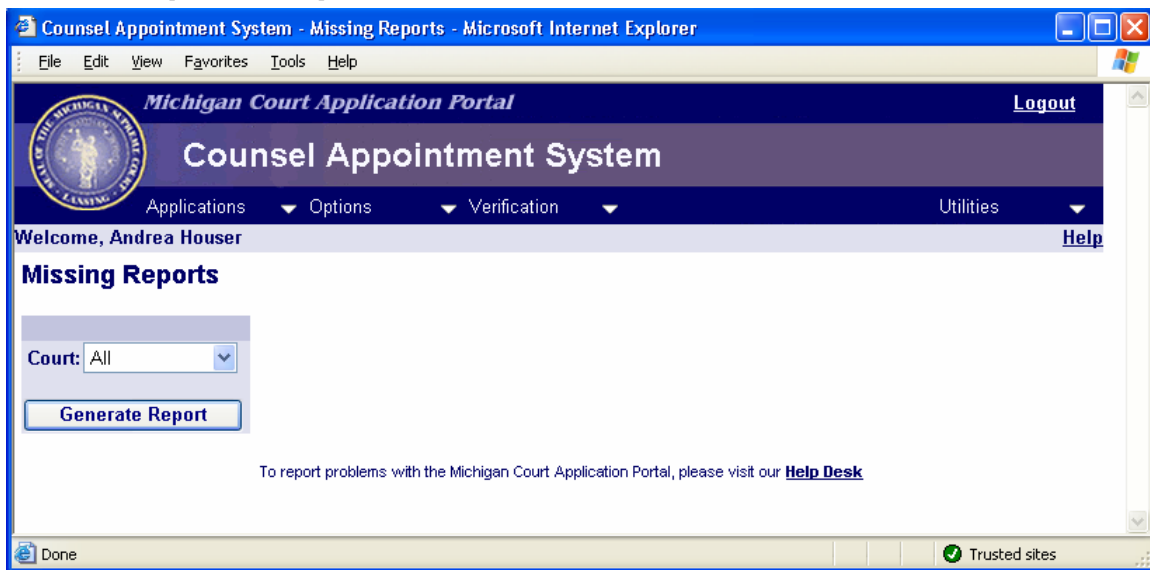 Counsel Appointment System - Missing Reports - Microsoft Internet Explorer
File Edit View Favorites Tools Help
Michigan Court Application Portal
Logout
Counsel Appointment System
Applications Options Verification Utilities
Welcome, Andrea Houser
Help
Missing Reports
Court: All
Generate Report
To report problems with the Michigan Court Application Portal, please visit our Help Desk
Done
Trusted sites